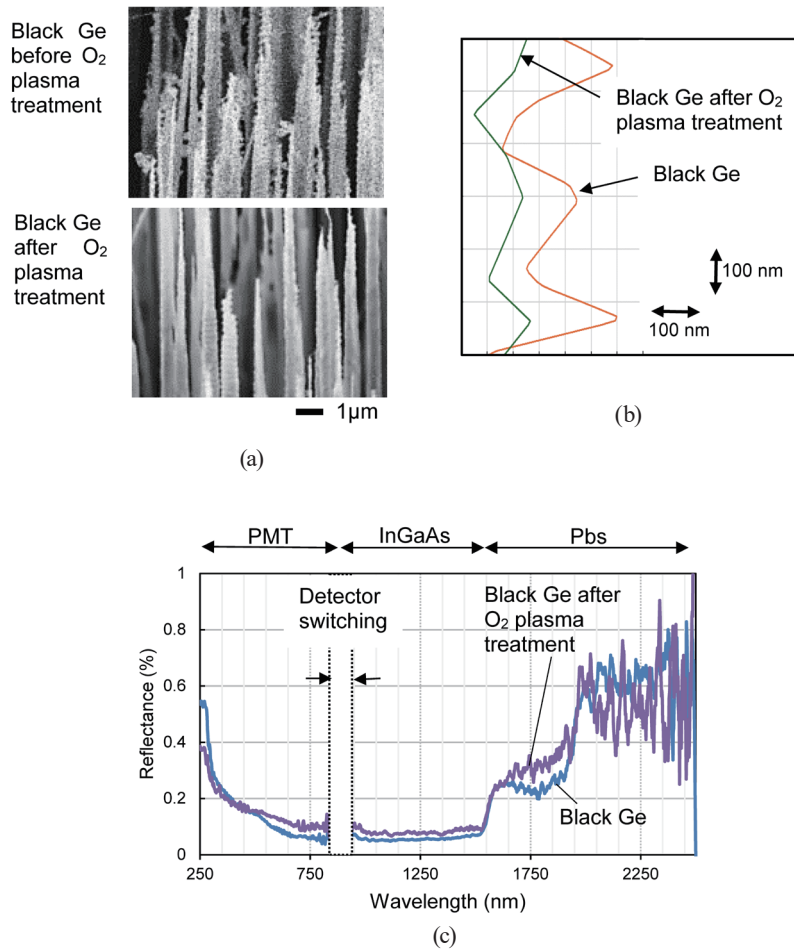 Black Ge
before O₂
plasma
treatment
Black Ge
after O₂
plasma
treatment
1μm
(a)
Black Ge after O₂
plasma treatment
Black Ge
100 nm
100 nm
(b)
PMT
InGaAs
Pbs
1
0.8
0.6
0.4
0.2
0
Reflectance (%)
Detector
switching
Black Ge after
O₂ plasma
treatment
Black Ge
250
750
1250
1750
2250
Wavelength (nm)
(c)